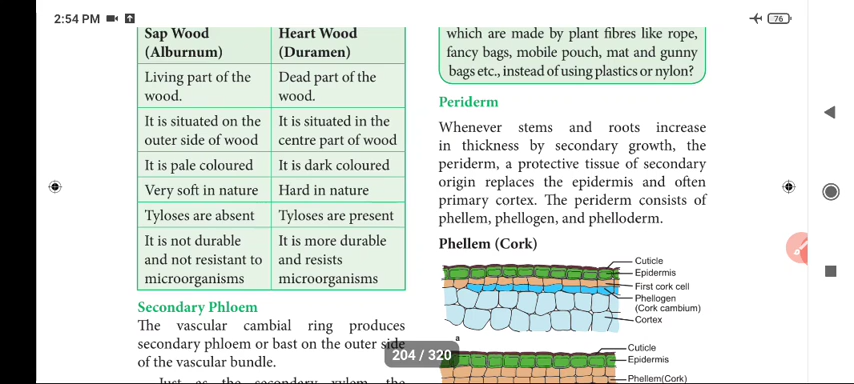 2:54 PM
76
Sap Wood
(Alburnum)
Heart Wood
(Duramen)
Living part of the
wood.
Dead part of the
wood.
It is situated on the
outer side of wood
It is situated in the
centre part of wood
It is pale coloured
It is dark coloured
Very soft in nature
Hard in nature
Tyloses are absent
Tyloses are present
It is not durable
and not resistant to
microorganisms
It is more durable
and resists
microorganisms
Secondary Phloem
The vascular cambial ring produces
secondary phloem or bast on the outer side
of the vascular bundle.
Just as the secondary xylem, the
204 / 320
which are made by plant fibres like rope,
fancy bags, mobile pouch, mat and gunny
bags etc., instead of using plastics or nylon?
Periderm
Whenever stems and roots increase
in thickness by secondary growth, the
periderm, a protective tissue of secondary
origin replaces the epidermis and often
primary cortex. The periderm consists of
phellem, phellogen, and phelloderm.
Phellem (Cork)
Cuticle
Epidermis
First cork cell
Phellogen
(Cork cambium)
Cortex
a
Cuticle
Epidermis
Phellem(Cork)